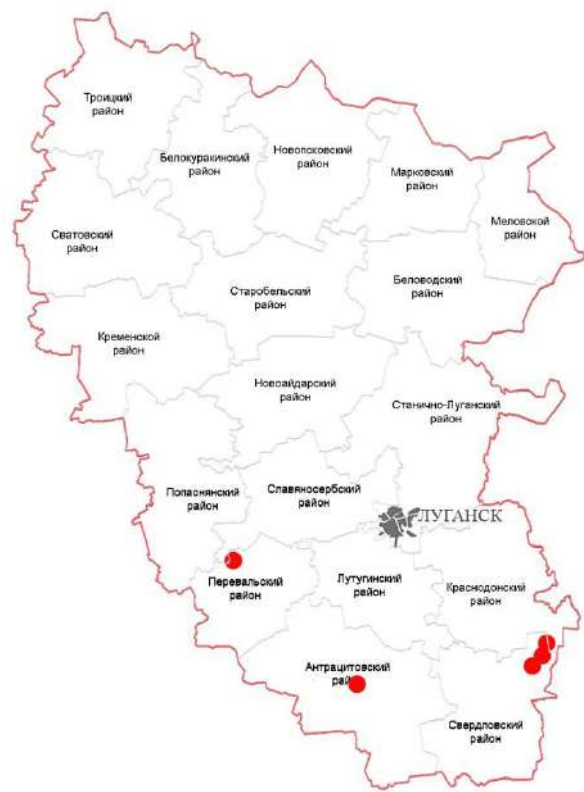 Троицкий
район
Белокуракинский
район
Новопсковский
район
Марковский
район
Меловской
район
Сватовский
район
Старобельский
район
Беловодский
район
Кременской
район
Новоайдарский
район
Станично-Луганский
район
Попаснянский
район
Славяносербский
район
ЛУГАНСК
Перевальский
район
Лутугинский
район
Краснодонский
район
Антрацитовский
район
Свердловский
район